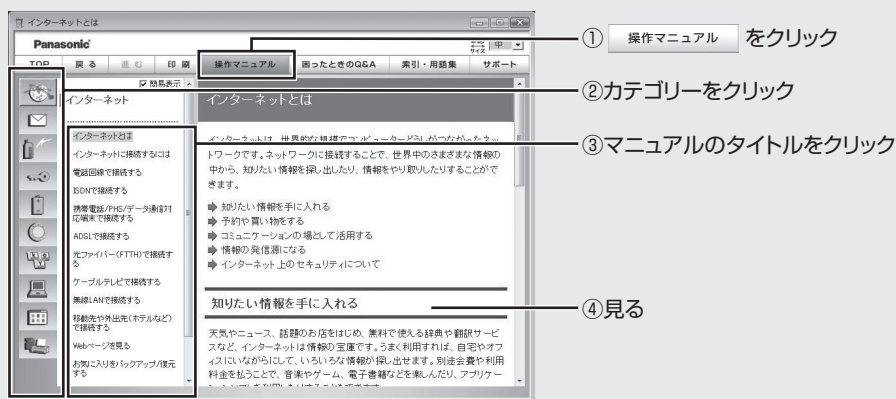 インターネットとは
Panasonic
文字サイズ 中
TOP 戻る 進む 印刷 操作マニュアル 困ったときのQ&A 索引・用語集 サポート
① 操作マニュアル をクリック
簡易表示
インターネット
インターネットとは
インターネットに接続するには
電話回線で接続する
ISDNで接続する
携帯電話/PHS/データ通信対
応端末で接続する
ADSLで接続する
光ファイバー(FTTH)で接続す
る
ケーブルテレビで接続する
無線LANで接続する
移動先や外出先(ホテルなど)
で接続する
Webページを見る
お気に入りをバックアップ/復元
する
インターネットとは
インターネットは、世界的な規模でコンピューターどうしがつながったネッ
トワークです。ネットワークに接続することで、世界中のさまざまな情報の
中から、知りたい情報を探し出したり、情報をやり取りしたりすることがで
きます。
知りたい情報を手に入れる
予約や買い物をする
コミュニケーションの場として活用する
情報の発信源になる
インターネット上のセキュリティについて
知りたい情報を手に入れる
天気やニュース、話題のお店をはじめ、無料で使える辞典や翻訳サービ
スなど、インターネットは情報の宝庫です。うまく利用すれば、自宅やオフ
ィスにいながらにして、いろいろな情報が探し出せます。別途会費や利用
料金を払うことで、音楽やゲーム、電子書籍などを楽しんだり、アプリケー
②カテゴリーをクリック
③マニュアルのタイトルをクリック
④見る